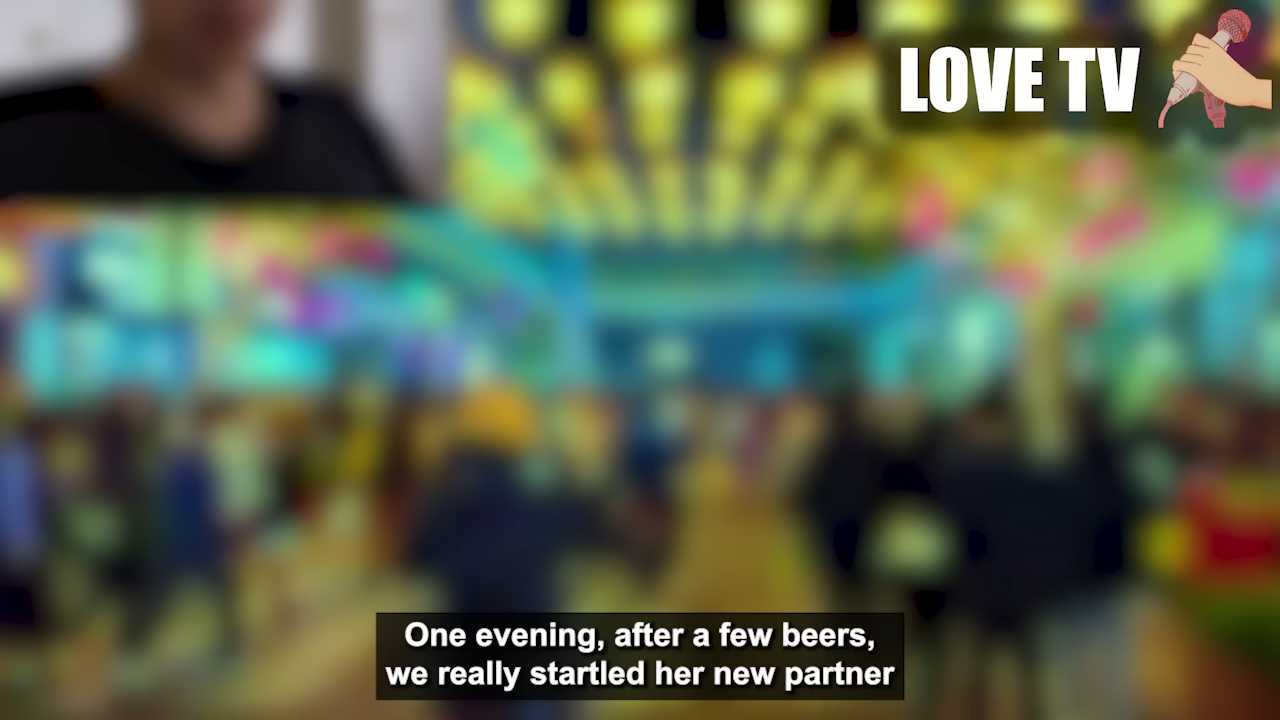 LOVE TV
One evening, after a few beers,
we really startled her new partner